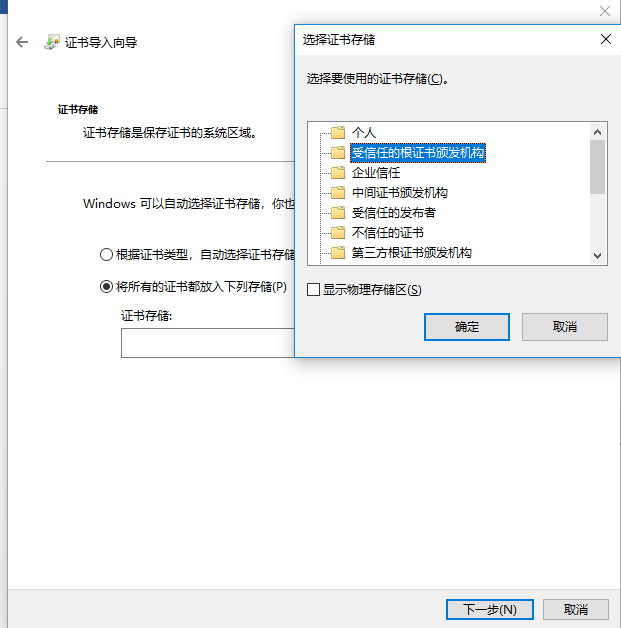 证书导入向导
证书存储
证书存储是保存证书的系统区域。
Windows 可以自动选择证书存储，你也
根据证书类型，自动选择证书存储
将所有的证书都放入下列存储(P)
证书存储:
选择证书存储
选择要使用的证书存储(C)。
个人
受信任的根证书颁发机构
企业信任
中间证书颁发机构
受信任的发布者
不信任的证书
第三方根证书颁发机构
显示物理存储区(S)
确定
取消
下一步(N)
取消